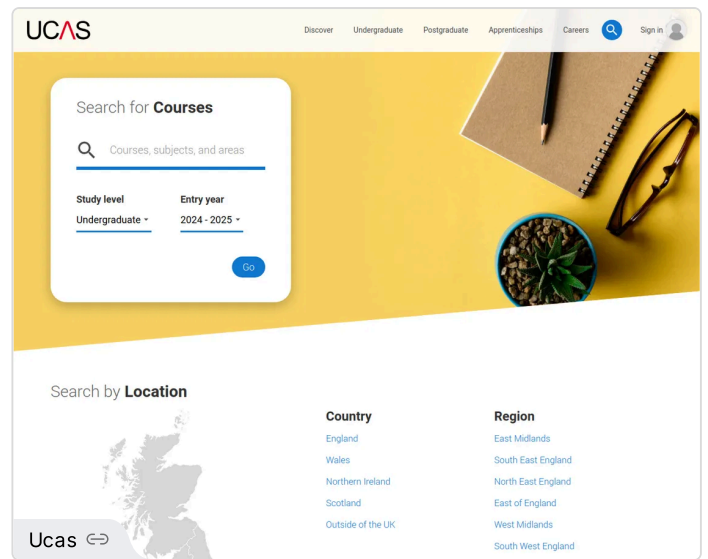 UCAS
Discover Undergraduate Postgraduate Apprenticeships Careers Sign in
Search for Courses
Courses, subjects, and areas
Study level Entry year
Undergraduate 2024 - 2025
Go
Search by Location
Country
England
Wales
Northern Ireland
Scotland
Outside of the UK
Region
East Midlands
South East England
North East England
East of England
West Midlands
South West England
Ucas